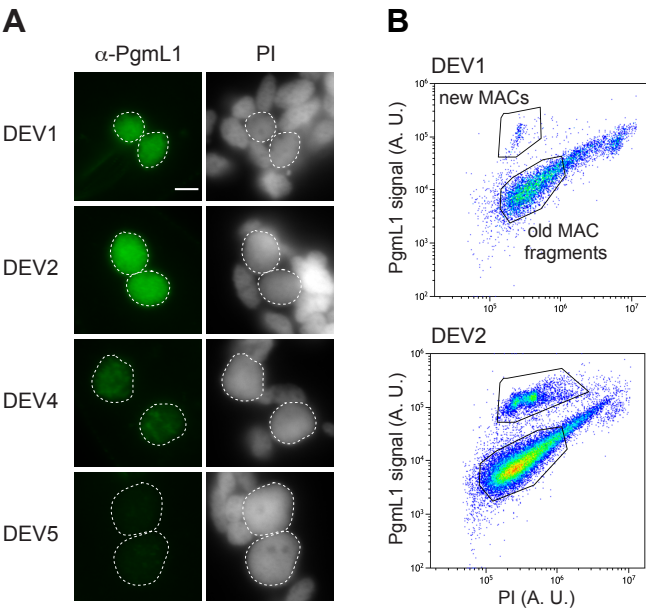 A
α-PgmL1 PI
DEV1
DEV2
DEV4
DEV5
B
DEV1
10⁶
10⁵
10⁴
10³
10²
PgmL1 signal (A. U.)
new MACs
old MAC
fragments
10⁵ 10⁶ 10⁷
DEV2
10⁶
10⁵
10⁴
10³
10²
PgmL1 signal (A. U.)
10⁵ 10⁶ 10⁷
PI (A. U.)